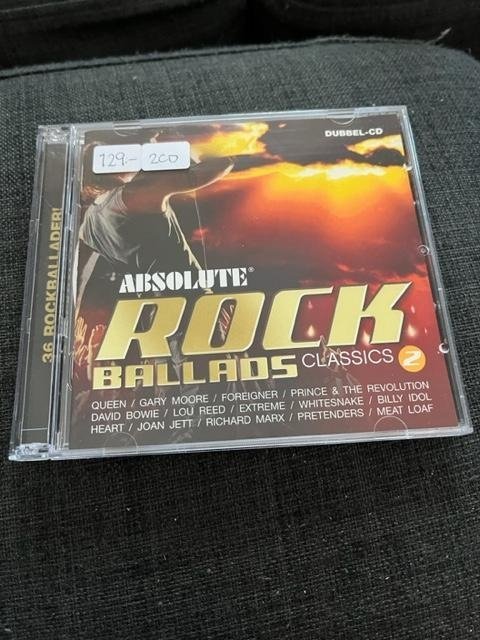 DUBBEL-CD
129:- 2CD
36 ROCKBALLADER!
ABSOLUTE®
ROCK
BALLADS CLASSICS 2
QUEEN / GARY MOORE / FOREIGNER / PRINCE & THE REVOLUTION
DAVID BOWIE / LOU REED / EXTREME / WHITESNAKE / BILLY IDOL
HEART / JOAN JETT / RICHARD MARX / PRETENDERS / MEAT LOAF